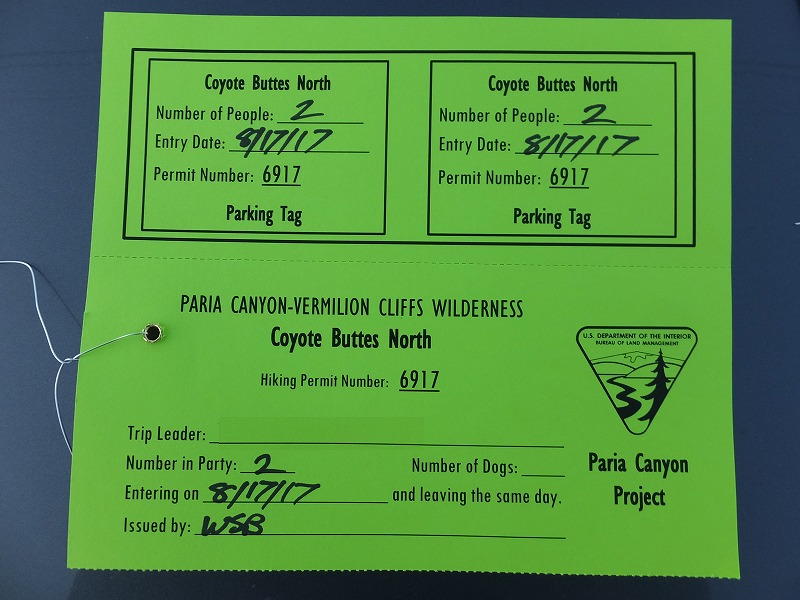 Coyote Buttes North
Number of People: 2
Entry Date: 8/17/17
Permit Number: 6917
Parking Tag
Coyote Buttes North
Number of People: 2
Entry Date: 8/17/17
Permit Number: 6917
Parking Tag
PARIA CANYON-VERMILION CLIFFS WILDERNESS
Coyote Buttes North
Hiking Permit Number: 6917
U.S. DEPARTMENT OF THE INTERIOR
BUREAU OF LAND MANAGEMENT
Trip Leader:
Number in Party: 2 Number of Dogs:
Entering on 8/17/17 and leaving the same day.
Issued by: WSB
Paria Canyon
Project